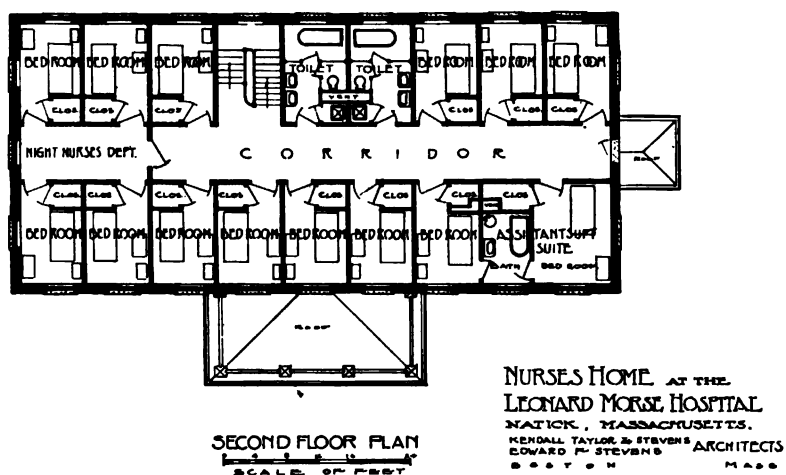 BED ROOM BED ROOM BED ROOM TOILET TOILET BED ROOM BED ROOM BED ROOM
VENT
CLOS. CLOS. CLOS. CLOS. CLOS. CLOS.
NIGHT NURSES DEPT. CORRIDOR ROOF
CLOS. CLOS. CLOS. CLOS. CLOS. CLOS. CLOS. CLOS.
BED ROOM BED ROOM BED ROOM BED ROOM BED ROOM BED ROOM BED ROOM ASSISTANT SUPT
SUITE
BATH BED ROOM
ROOF
NURSES HOME AT THE
LEONARD MORSE HOSPITAL
NATICK, MASSACHUSETTS.
KENDALL TAYLOR & STEVENS
EDWARD F STEVENS ARCHITECTS
BOSTON MASS
SECOND FLOOR PLAN
SCALE OF FEET